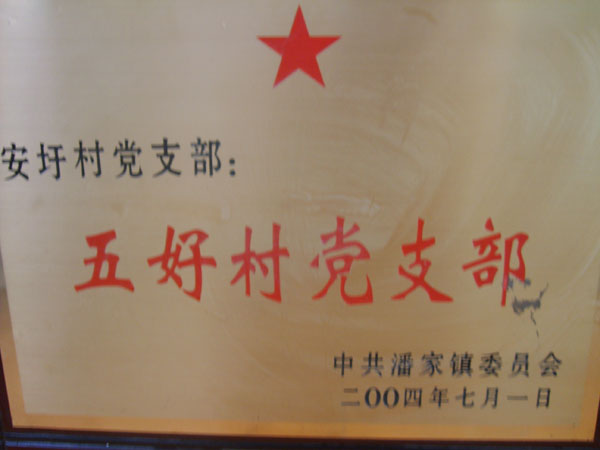 安圩村党支部：
五好村党支部
中共潘家镇委员会
二OO四年七月一日